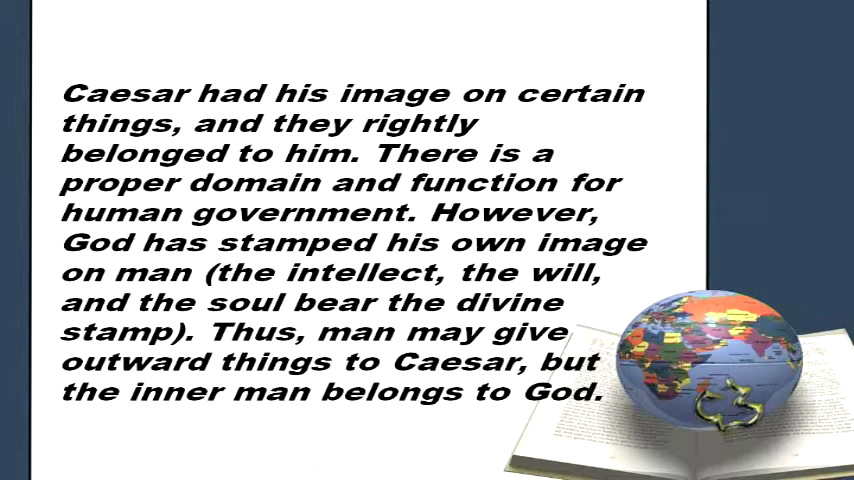 Caesar had his image on certain
things, and they rightly
belonged to him. There is a
proper domain and function for
human government. However,
God has stamped his own image
on man (the intellect, the will,
and the soul bear the divine
stamp). Thus, man may give
outward things to Caesar, but
the inner man belongs to God.